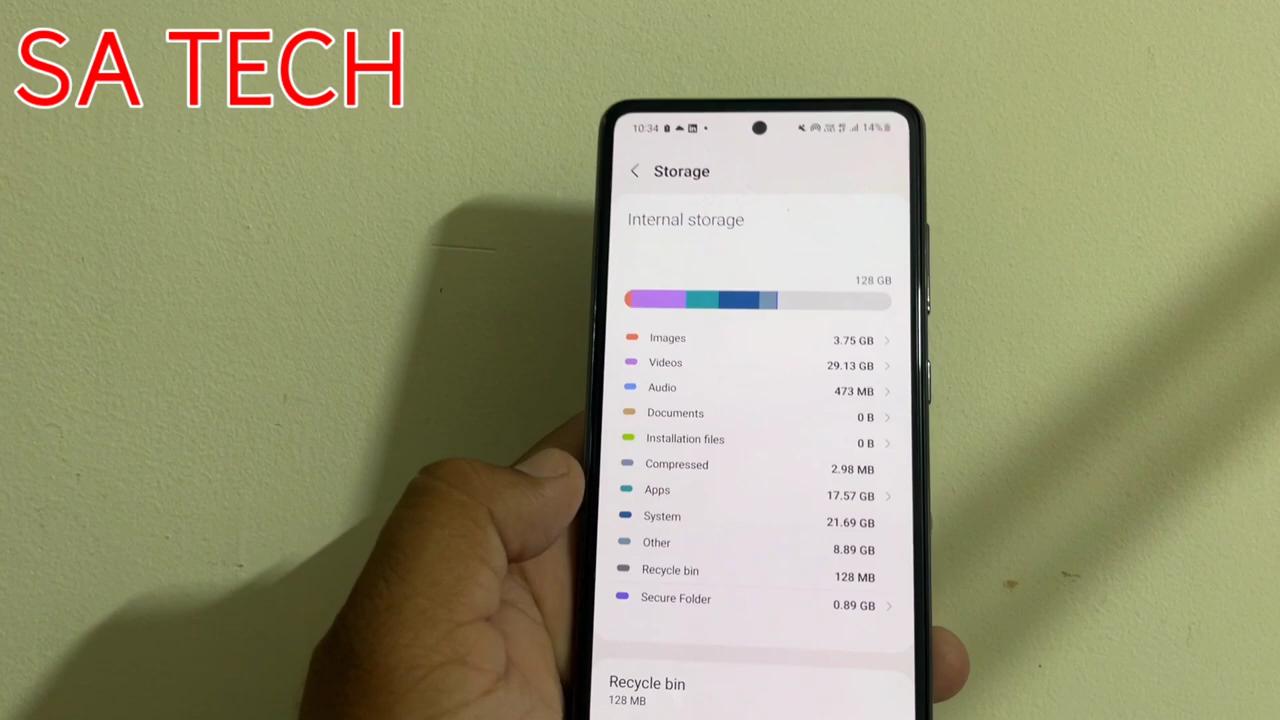 SA TECH
10:34
14%
Storage
Internal storage
128 GB
Images 3.75 GB
Videos 29.13 GB
Audio 473 MB
Documents 0 B
Installation files 0 B
Compressed 2.98 MB
Apps 17.57 GB
System 21.69 GB
Other 8.89 GB
Recycle bin 128 MB
Secure Folder 0.89 GB
Recycle bin
128 MB